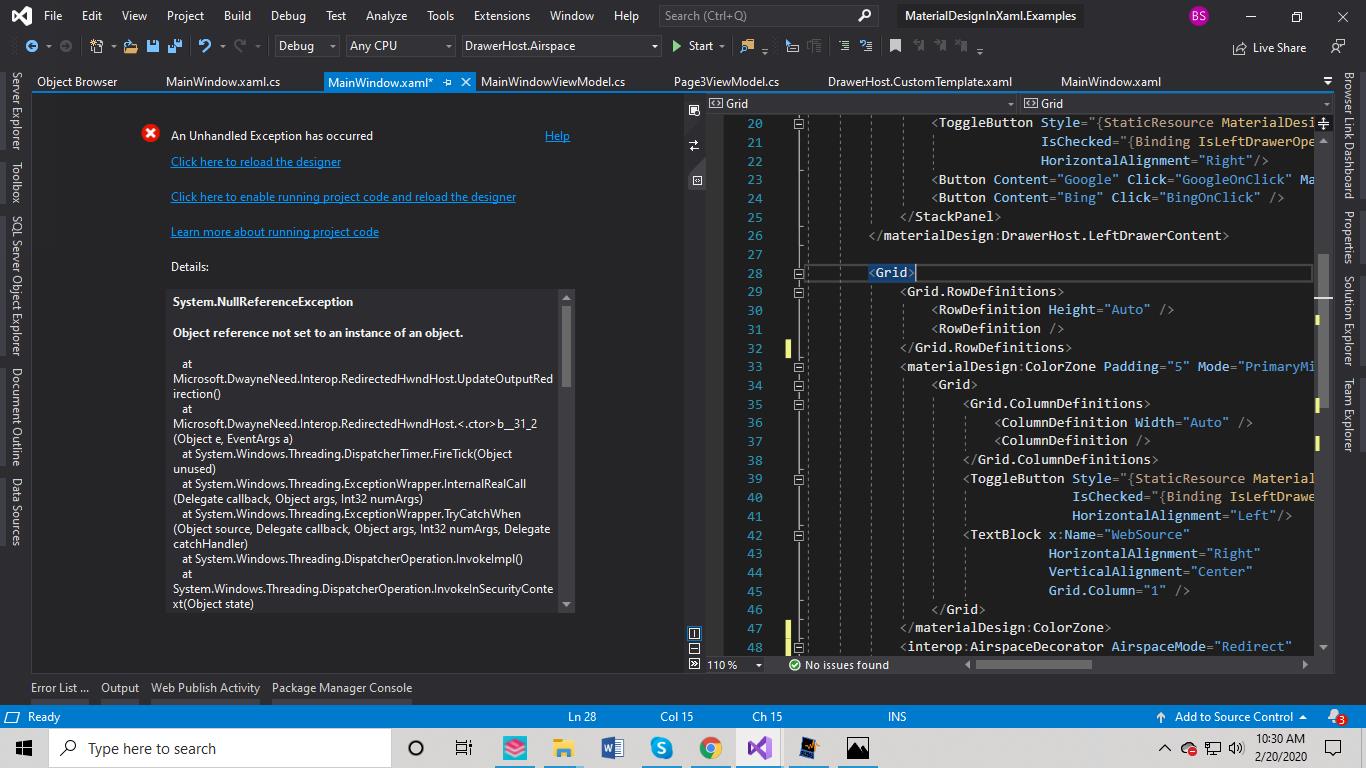 File Edit View Project Build Debug Test Analyze Tools Extensions Window Help Search (Ctrl+Q) MaterialDesignInXaml.Examples BS
Debug Any CPU DrawerHost.Airspace Start Live Share
Object Browser MainWindow.xaml.cs MainWindow.xaml* MainWindowViewModel.cs Page3ViewModel.cs DrawerHost.CustomTemplate.xaml MainWindow.xaml
Server Explorer
Toolbox
SQL Server Object Explorer
Document Outline
Data Sources
An Unhandled Exception has occurred Help
Click here to reload the designer
Click here to enable running project code and reload the designer
Learn more about running project code
Details:
System.NullReferenceException
Object reference not set to an instance of an object.
at
Microsoft.DwayneNeed.Interop.RedirectedHwndHost.UpdateOutputRed
irection()
at
Microsoft.DwayneNeed.Interop.RedirectedHwndHost.<.ctor>b__31_2
(Object e, EventArgs a)
at System.Windows.Threading.DispatcherTimer.FireTick(Object
unused)
at System.Windows.Threading.ExceptionWrapper.InternalRealCall
(Delegate callback, Object args, Int32 numArgs)
at System.Windows.Threading.ExceptionWrapper.TryCatchWhen
(Object source, Delegate callback, Object args, Int32 numArgs, Delegate
catchHandler)
at System.Windows.Threading.DispatcherOperation.InvokeImpl()
at
System.Windows.Threading.DispatcherOperation.InvokeInSecurityConte
xt(Object state)
Grid Grid
20 <ToggleButton Style="{StaticResource MaterialDesi
21 IsChecked="{Binding IsLeftDrawerOpe
22 HorizontalAlignment="Right"/>
23 <Button Content="Google" Click="GoogleOnClick" Ma
24 <Button Content="Bing" Click="BingOnClick" />
25 </StackPanel>
26 </materialDesign:DrawerHost.LeftDrawerContent>
27
28 <Grid>
29 <Grid.RowDefinitions>
30 <RowDefinition Height="Auto" />
31 <RowDefinition />
32 </Grid.RowDefinitions>
33 <materialDesign:ColorZone Padding="5" Mode="PrimaryMi
34 <Grid>
35 <Grid.ColumnDefinitions>
36 <ColumnDefinition Width="Auto" />
37 <ColumnDefinition />
38 </Grid.ColumnDefinitions>
39 <ToggleButton Style="{StaticResource Material
40 IsChecked="{Binding IsLeftDrawe
41 HorizontalAlignment="Left"/>
42 <TextBlock x:Name="WebSource"
43 HorizontalAlignment="Right"
44 VerticalAlignment="Center"
45 Grid.Column="1" />
46 </Grid>
47 </materialDesign:ColorZone>
48 <interop:AirspaceDecorator AirspaceMode="Redirect"
110 % No issues found
Browser Link Dashboard
Properties
Solution Explorer
Team Explorer
Error List ... Output Web Publish Activity Package Manager Console
Ready Ln 28 Col 15 Ch 15 INS Add to Source Control 3
Type here to search
10:30 AM
2/20/2020